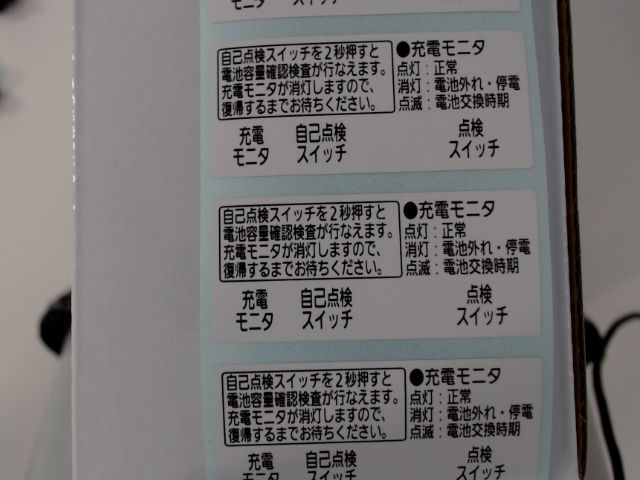 モニタ スイッチ スイッチ
自己点検スイッチを2秒押すと
電池容量確認検査が行なえます。
充電モニタが消灯しますので、
復帰するまでお待ちください。
●充電モニタ
点灯：正常
消灯：電池外れ・停電
点滅：電池交換時期
充電 自己点検 点検
モニタ スイッチ スイッチ
自己点検スイッチを2秒押すと
電池容量確認検査が行なえます。
充電モニタが消灯しますので、
復帰するまでお待ちください。
●充電モニタ
点灯：正常
消灯：電池外れ・停電
点滅：電池交換時期
充電 自己点検 点検
モニタ スイッチ スイッチ
自己点検スイッチを2秒押すと
電池容量確認検査が行なえます。
充電モニタが消灯しますので、
復帰するまでお待ちください。
●充電モニタ
点灯：正常
消灯：電池外れ・停電
点滅：電池交換時期
充電 自己点検 点検
モニタ スイッチ スイッチ